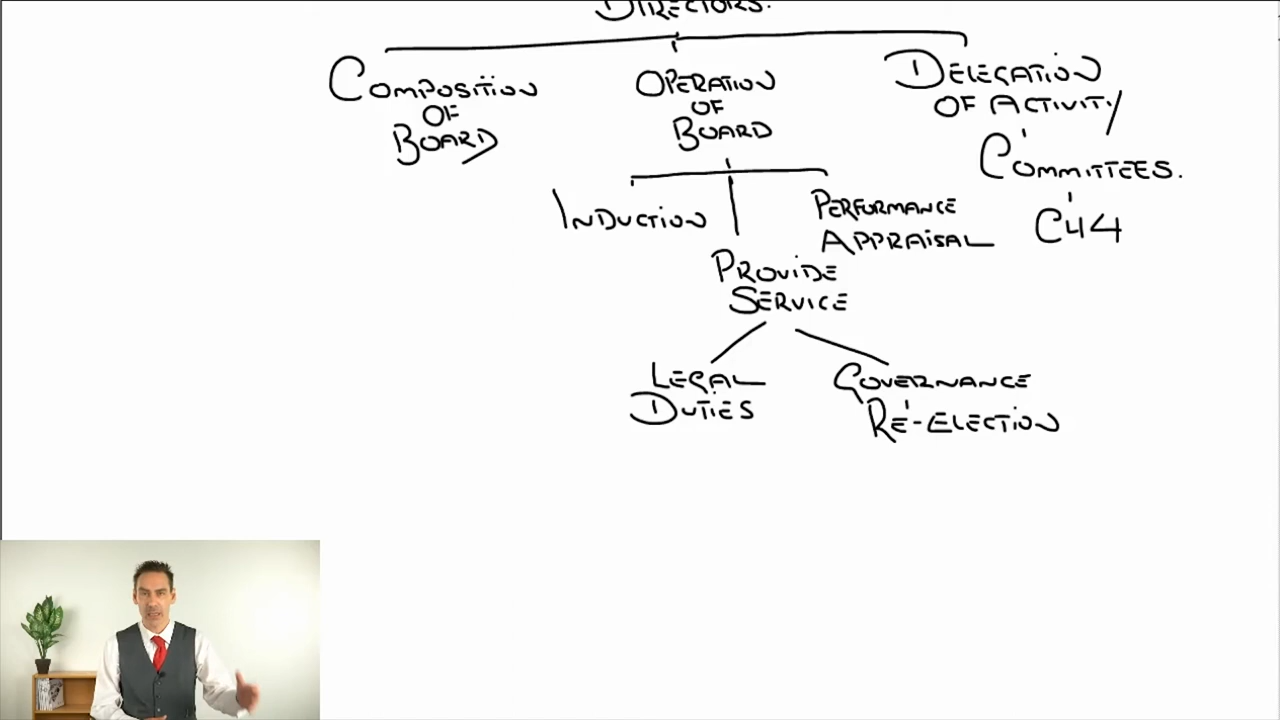 DIRECTORS.
COMPOSITION
OF
BOARD
OPERATION
OF
BOARD
DELEGATION
OF ACTIVITY
COMMITTEES.
C44
INDUCTION
PROVIDE
SERVICE
PERFORMANCE
APPRAISAL
LEGAL
DUTIES
GOVERNANCE
RE-ELECTION